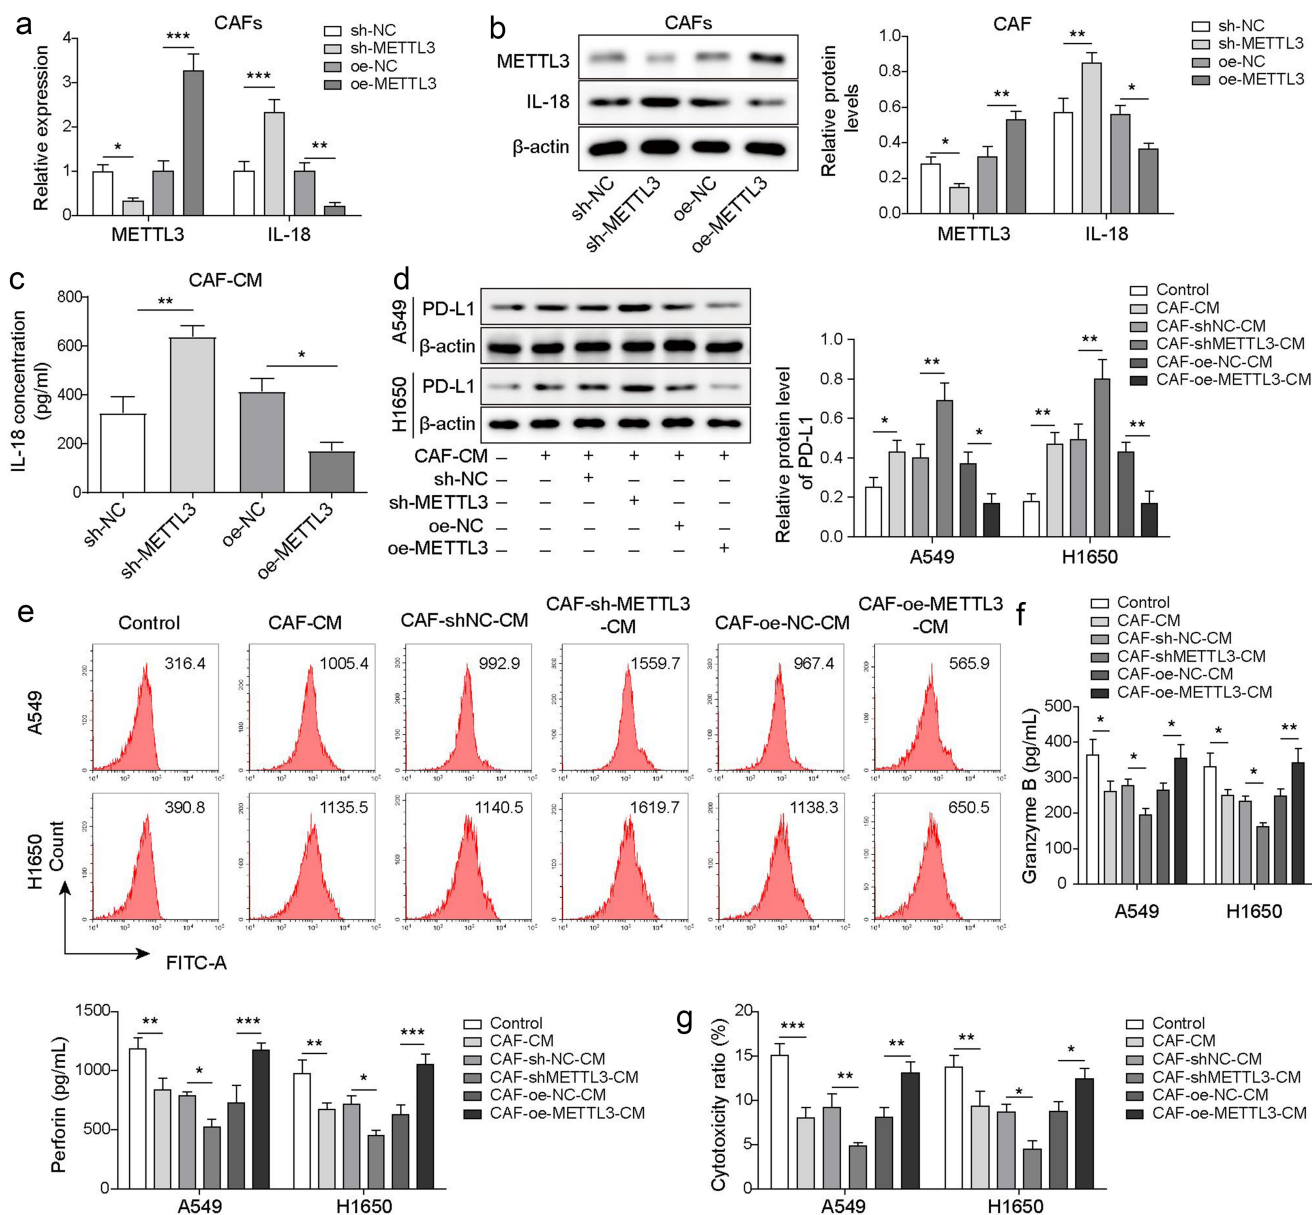 a
CAFs
Relative expression
4
3
2
1
0
*
***
***
**
METTL3
IL-18
sh-NC
sh-METTL3
oe-NC
oe-METTL3
b
CAFs
METTL3
IL-18
β-actin
sh-NC
sh-METTL3
oe-NC
oe-METTL3
CAF
Relative protein
levels
1.0
0.8
0.6
0.4
0.2
0.0
*
**
**
*
METTL3
IL-18
sh-NC
sh-METTL3
oe-NC
oe-METTL3
c
CAF-CM
IL-18 concentration
(pg/ml)
800
600
400
200
0
**
*
sh-NC
sh-METTL3
oe-NC
oe-METTL3
d
A549
PD-L1
β-actin
H1650
PD-L1
β-actin
CAF-CM – + + + + +
sh-NC – – + – – –
sh-METTL3 – – – + – –
oe-NC – – – – + –
oe-METTL3 – – – – – +
Relative protein level
of PD-L1
1.0
0.8
0.6
0.4
0.2
0.0
*
**
*
**
**
**
A549
H1650
Control
CAF-CM
CAF-shNC-CM
CAF-shMETTL3-CM
CAF-oe-NC-CM
CAF-oe-METTL3-CM
e
Control
CAF-CM
CAF-shNC-CM
CAF-sh-METTL3
-CM
CAF-oe-NC-CM
CAF-oe-METTL3
-CM
A549
316.4
1005.4
992.9
1559.7
967.4
565.9
H1650
390.8
1135.5
1140.5
1619.7
1138.3
650.5
Count
FITC-A
f
Control
CAF-CM
CAF-sh-NC-CM
CAF-shMETTL3-CM
CAF-oe-NC-CM
CAF-oe-METTL3-CM
Granzyme B (pg/mL)
500
400
300
200
100
0
*
*
*
*
*
**
A549
H1650
Perforin (pg/mL)
1500
1000
500
0
**
*
***
**
*
***
A549
H1650
Control
CAF-CM
CAF-sh-NC-CM
CAF-shMETTL3-CM
CAF-oe-NC-CM
CAF-oe-METTL3-CM
g
Cytotoxicity ratio (%)
20
15
10
5
0
***
**
**
**
*
*
A549
H1650
Control
CAF-CM
CAF-shNC-CM
CAF-shMETTL3-CM
CAF-oe-NC-CM
CAF-oe-METTL3-CM